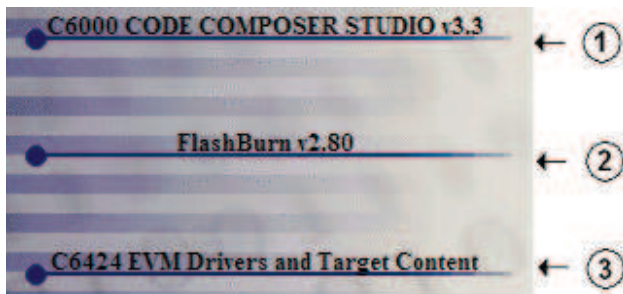 C6000 CODE COMPOSER STUDIO v3.3
1
FlashBurn v2.80
2
C6424 EVM Drivers and Target Content
3